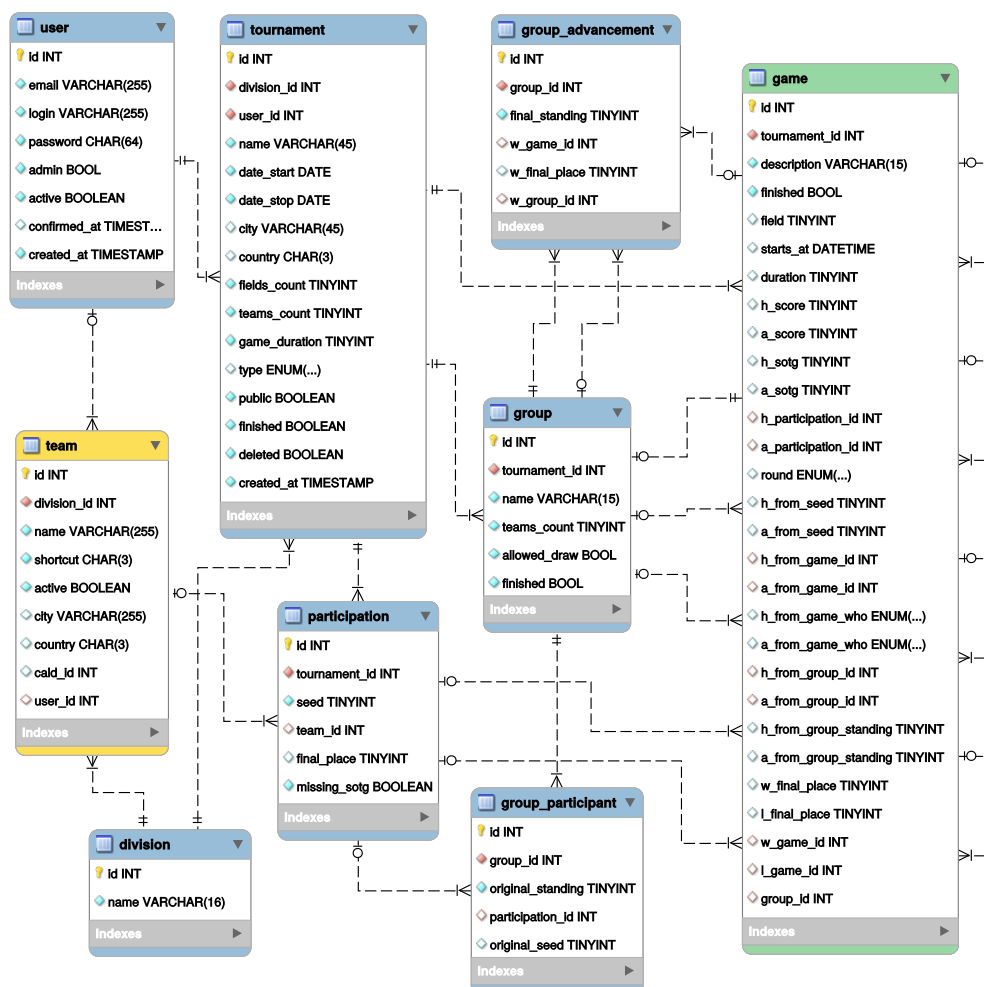 user
id INT
email VARCHAR(255)
login VARCHAR(255)
password CHAR(64)
admin BOOL
active BOOLEAN
confirmed_at TIMEST...
created_at TIMESTAMP
Indexes
tournament
id INT
division_id INT
user_id INT
name VARCHAR(45)
date_start DATE
date_stop DATE
city VARCHAR(45)
country CHAR(3)
fields_count TINYINT
teams_count TINYINT
game_duration TINYINT
type ENUM(...)
public BOOLEAN
finished BOOLEAN
deleted BOOLEAN
created_at TIMESTAMP
Indexes
group_advancement
id INT
group_id INT
final_standing TINYINT
w_game_id INT
w_final_place TINYINT
w_group_id INT
Indexes
game
id INT
tournament_id INT
description VARCHAR(15)
finished BOOL
field TINYINT
starts_at DATETIME
duration TINYINT
h_score TINYINT
a_score TINYINT
h_sotg TINYINT
a_sotg TINYINT
h_participation_id INT
a_participation_id INT
round ENUM(...)
h_from_seed TINYINT
a_from_seed TINYINT
h_from_game_id INT
a_from_game_id INT
h_from_game_who ENUM(...)
a_from_game_who ENUM(...)
h_from_group_id INT
a_from_group_id INT
h_from_group_standing TINYINT
a_from_group_standing TINYINT
w_final_place TINYINT
l_final_place TINYINT
w_game_id INT
l_game_id INT
group_id INT
Indexes
team
id INT
division_id INT
name VARCHAR(255)
shortcut CHAR(3)
active BOOLEAN
city VARCHAR(255)
country CHAR(3)
cald_id INT
user_id INT
Indexes
group
id INT
tournament_id INT
name VARCHAR(15)
teams_count TINYINT
allowed_draw BOOL
finished BOOL
Indexes
participation
id INT
tournament_id INT
seed TINYINT
team_id INT
final_place TINYINT
missing_sotg BOOLEAN
Indexes
division
id INT
name VARCHAR(16)
Indexes
group_participant
id INT
group_id INT
original_standing TINYINT
participation_id INT
original_seed TINYINT
Indexes